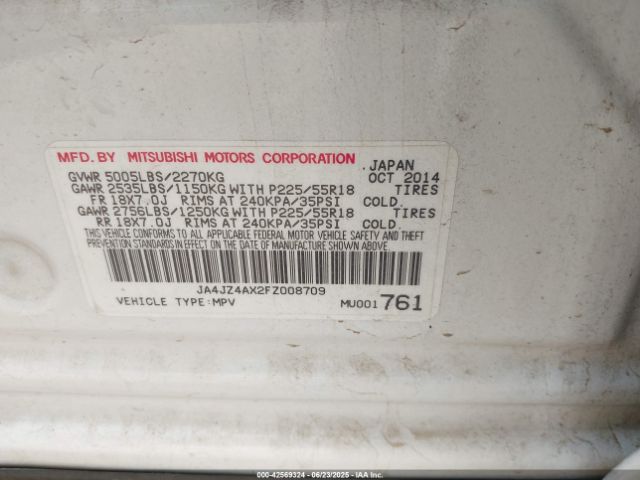 MFD. BY MITSUBISHI MOTORS CORPORATION , JAPAN
GVWR 5005LBS/2270KG OCT 2014
GAWR 2535LBS/1150KG WITH P225/55R18 TIRES
FR 18X7.0J RIMS AT 240KPA/35PSI COLD.
GAWR 2756LBS/1250KG WITH P225/55R18 TIRES
RR 18X7.0J RIMS AT 240KPA/35PSI COLD.
THIS VEHICLE CONFORMS TO ALL APPLICABLE FEDERAL MOTOR VEHICLE SAFETY AND THEFT PREVENTION
STANDARDS IN EFFECT ON THE DATE OF MANUFACTURE SHOWN ABOVE.
JA4JZ4AX2FZ008709
VEHICLE TYPE:MPV MU001 761
000-42569324 | 06/23/2025 | IAA Inc.